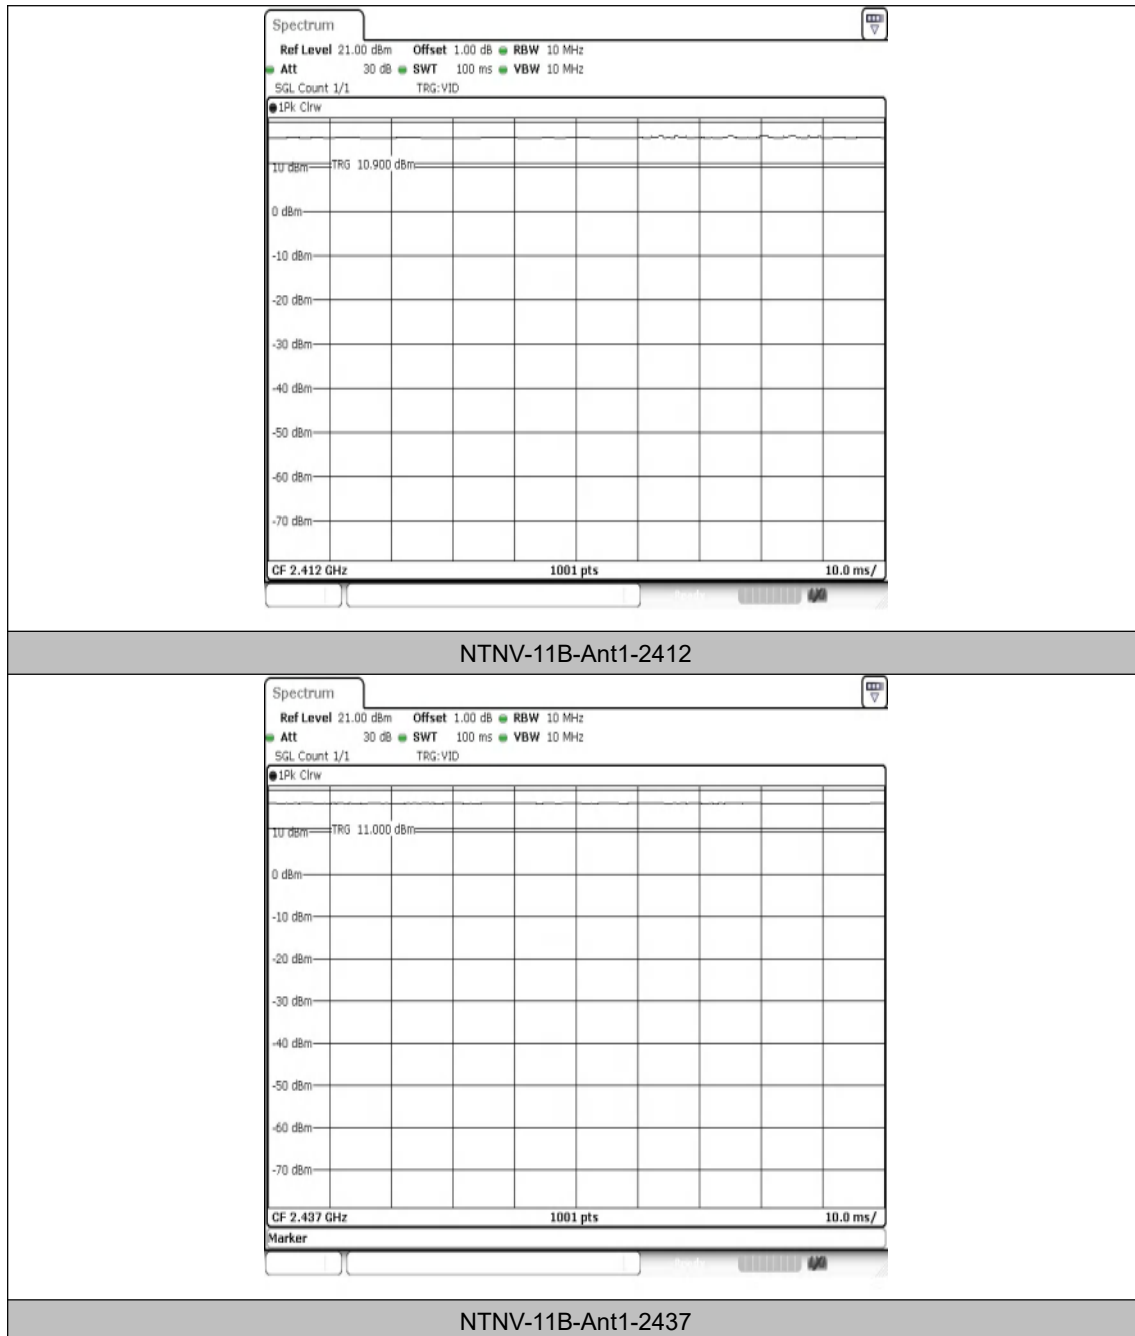 Spectrum
Ref Level 21.00 dBm Offset 1.00 dB RBW 10 MHz
Att 30 dB SWT 100 ms VBW 10 MHz
SGL Count 1/1 TRG:VID
1Pk Clrw
10 dBm TRG 10.900 dBm
0 dBm
-10 dBm
-20 dBm
-30 dBm
-40 dBm
-50 dBm
-60 dBm
-70 dBm
CF 2.412 GHz 1001 pts 10.0 ms/
NTNV-11B-Ant1-2412
Spectrum
Ref Level 21.00 dBm Offset 1.00 dB RBW 10 MHz
Att 30 dB SWT 100 ms VBW 10 MHz
SGL Count 1/1 TRG:VID
1Pk Clrw
10 dBm TRG 11.000 dBm
0 dBm
-10 dBm
-20 dBm
-30 dBm
-40 dBm
-50 dBm
-60 dBm
-70 dBm
CF 2.437 GHz 1001 pts 10.0 ms/
Marker
NTNV-11B-Ant1-2437